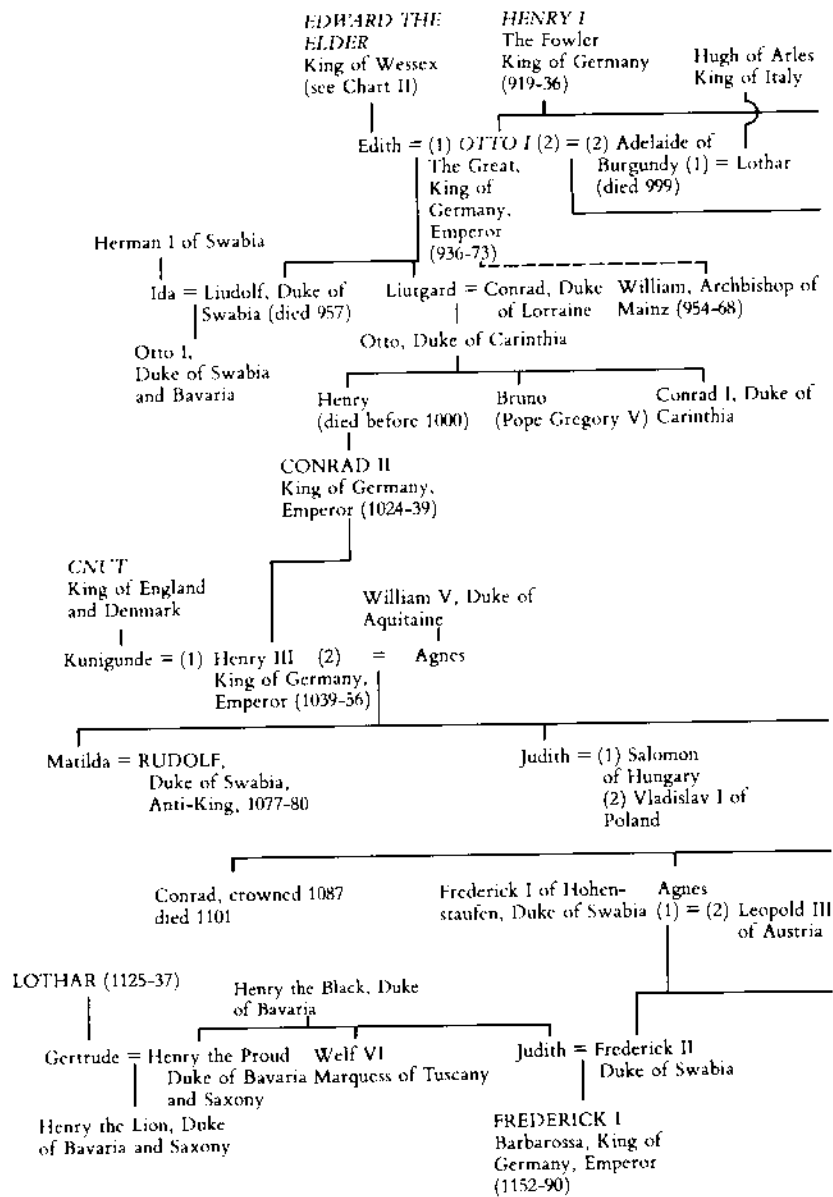 EDWARD THE
ELDER
King of Wessex
(see Chart II)
HENRY I
The Fowler
King of Germany
(919-36)
Hugh of Arles
King of Italy
Edith = (1) OTTO I (2) = (2) Adelaide of
The Great,
King of
Germany,
Emperor
(936-73)
Burgundy (1) = Lothar
(died 999)
Herman I of Swabia
Ida = Liudolf, Duke of
Swabia (died 957)
Liutgard = Conrad, Duke
of Lorraine
William, Archbishop of
Mainz (954-68)
Otto I,
Duke of Swabia
and Bavaria
Otto, Duke of Carinthia
Henry
(died before 1000)
Bruno
(Pope Gregory V)
Conrad I, Duke of
Carinthia
CONRAD II
King of Germany,
Emperor (1024-39)
CNUT
King of England
and Denmark
William V, Duke of
Aquitaine
Kunigunde = (1) Henry III (2) = Agnes
King of Germany,
Emperor (1039-56)
Matilda = RUDOLF,
Duke of Swabia,
Anti-King, 1077-80
Judith = (1) Salomon
of Hungary
(2) Vladislav I of
Poland
Conrad, crowned 1087
died 1101
Frederick I of Hohen-
staufen, Duke of Swabia
Agnes
(1) = (2) Leopold III
of Austria
LOTHAR (1125-37)
Henry the Black, Duke
of Bavaria
Gertrude = Henry the Proud
Duke of Bavaria
and Saxony
Welf VI
Marquess of Tuscany
Judith = Frederick II
Duke of Swabia
Henry the Lion, Duke
of Bavaria and Saxony
FREDERICK I
Barbarossa, King of
Germany, Emperor
(1152-90)